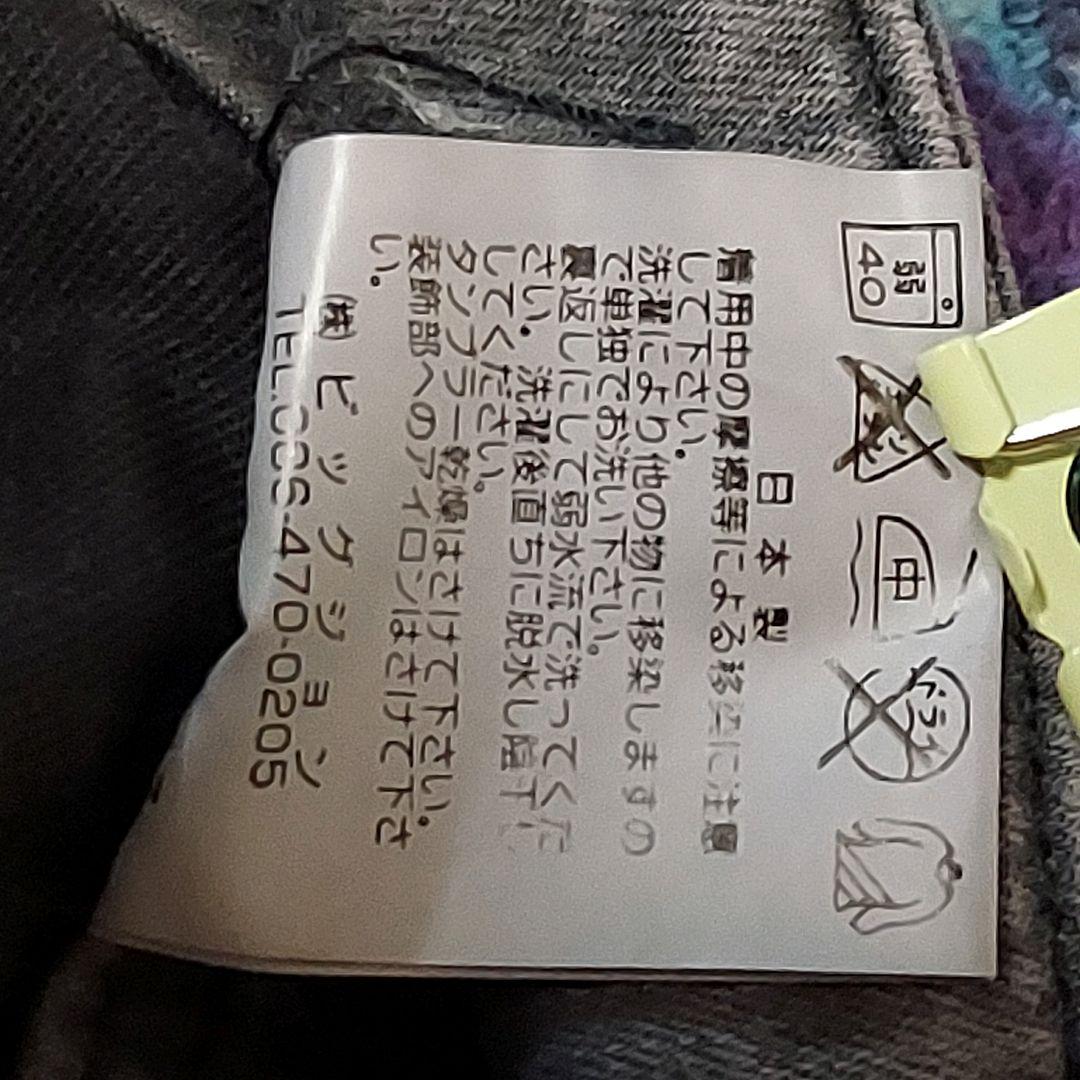 弱
40
中
ドライ
日本製
着用中の摩擦等による移染に注意
して下さい。
洗濯により他の物に移染しますの
で単独でお洗い下さい。
裏返しにして弱水流で洗ってくだ
さい。洗濯後直ちに脱水し陰干し
してください。
タンブラー乾燥はさけて下さい。
装飾部へのアイロンはさけて下さ
い。
㈱ビッグジョン
TEL.086-470-0205